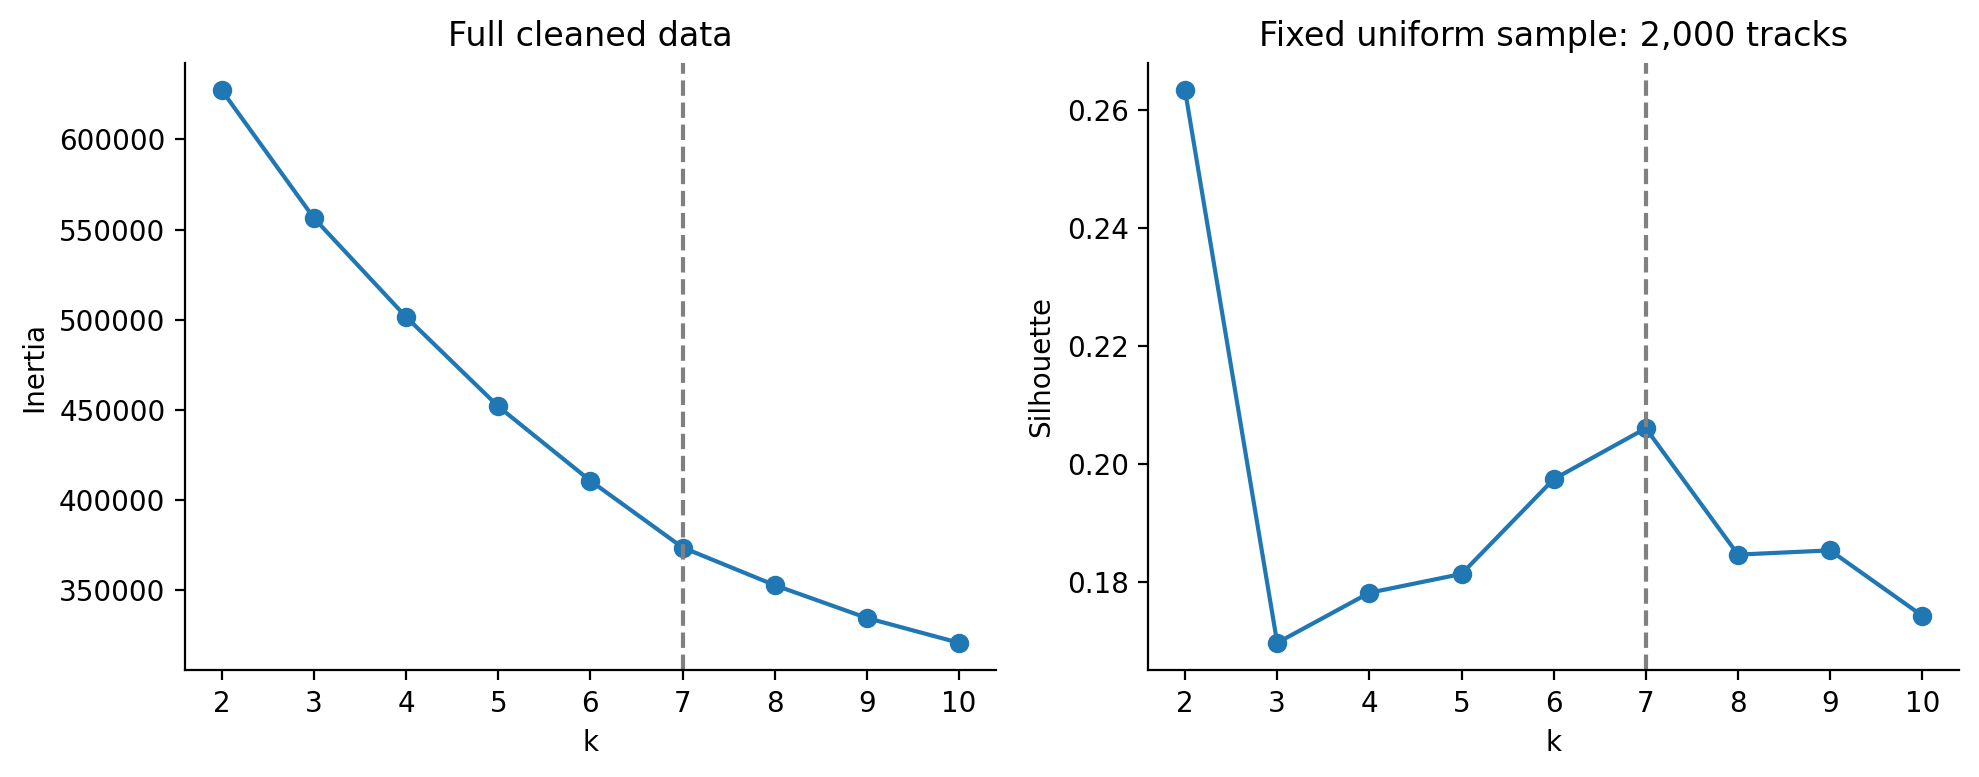 Full cleaned data
600000
550000
500000
450000
400000
350000
Inertia
2 3 4 5 6 7 8 9 10
k
Fixed uniform sample: 2,000 tracks
0.26
0.24
0.22
0.20
0.18
Silhouette
2 3 4 5 6 7 8 9 10
k